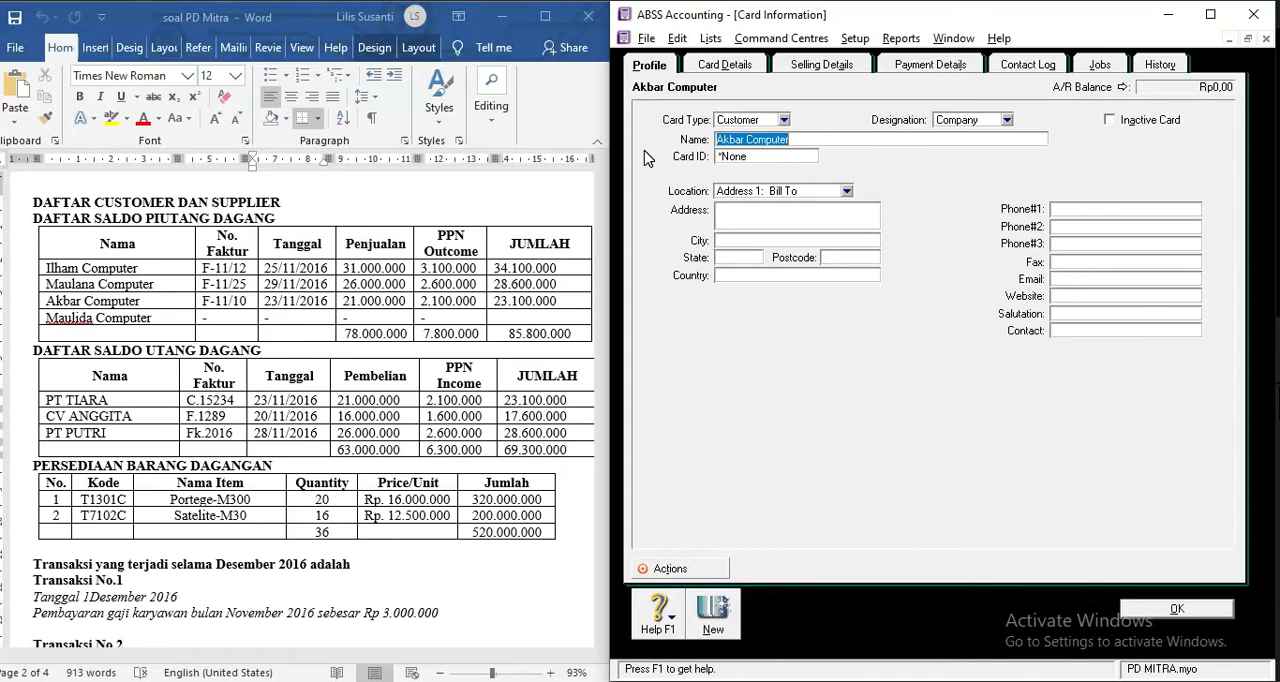 soal PD Mitra - Word
Lilis Susanti
LS
File Hom Insert Desig Layou Refer Mailin Revie View Help Design Layout Tell me Share
Paste
Times New Roman 12
B I U abc x₂ x²
A Aa
Styles
Editing
Font
Paragraph
Styles
DAFTAR CUSTOMER DAN SUPPLIER
DAFTAR SALDO PIUTANG DAGANG
Nama No. Faktur Tanggal Penjualan PPN Outcome JUMLAH
Ilham Computer F-11/12 25/11/2016 31.000.000 3.100.000 34.100.000
Maulana Computer F-11/25 29/11/2016 26.000.000 2.600.000 28.600.000
Akbar Computer F-11/10 23/11/2016 21.000.000 2.100.000 23.100.000
Maulida Computer - - - -
78.000.000 7.800.000 85.800.000
DAFTAR SALDO UTANG DAGANG
Nama No. Faktur Tanggal Pembelian PPN Income JUMLAH
PT TIARA C.15234 23/11/2016 21.000.000 2.100.000 23.100.000
CV ANGGITA F.1289 20/11/2016 16.000.000 1.600.000 17.600.000
PT PUTRI Fk.2016 28/11/2016 26.000.000 2.600.000 28.600.000
63.000.000 6.300.000 69.300.000
PERSEDIAAN BARANG DAGANGAN
No. Kode Nama Item Quantity Price/Unit Jumlah
1 T1301C Portege-M300 20 Rp. 16.000.000 320.000.000
2 T7102C Satelite-M30 16 Rp. 12.500.000 200.000.000
36 520.000.000
Transaksi yang terjadi selama Desember 2016 adalah
Transaksi No.1
Tanggal 1Desember 2016
Pembayaran gaji karyawan bulan November 2016 sebesar Rp 3.000.000
Transaksi No 2
Page 2 of 4 913 words English (United States) 93%
ABSS Accounting - [Card Information]
File Edit Lists Command Centres Setup Reports Window Help
Profile Card Details Selling Details Payment Details Contact Log Jobs History
Akbar Computer
A/R Balance Rp0,00
Card Type: Customer
Designation: Company
Inactive Card
Name: Akbar Computer
Card ID: *None
Location: Address 1: Bill To
Address:
City:
State: Postcode:
Country:
Phone#1:
Phone#2:
Phone#3:
Fax:
Email:
Website:
Salutation:
Contact:
Actions
Help F1
New
OK
Activate Windows
Go to Settings to activate Windows.
Press F1 to get help.
PD MITRA.myo